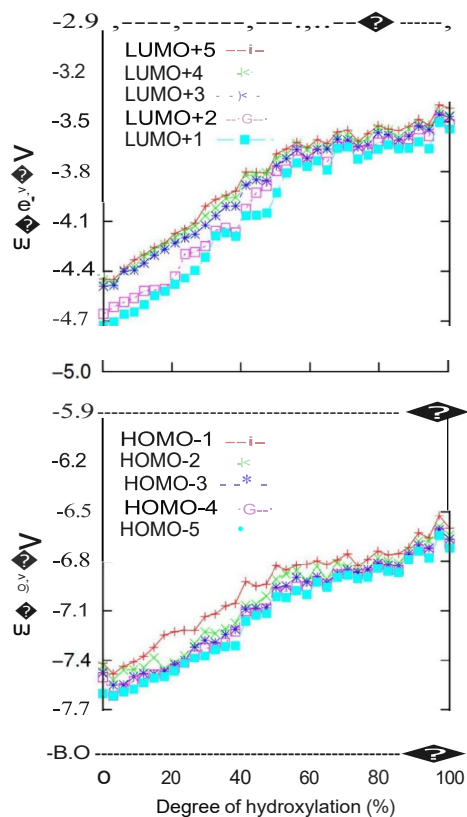 -2.9
LUMO+5
LUMO+4
LUMO+3
LUMO+2
LUMO+1
-3.2
-3.5
-3.8
-4.1
-4.4
-4.7
–5.0
-5.9
HOMO-1
HOMO-2
HOMO-3
HOMO-4
HOMO-5
-6.2
-6.5
-6.8
-7.1
-7.4
-7.7
-B.O
0 20 40 60 80 100
Degree of hydroxylation (%)